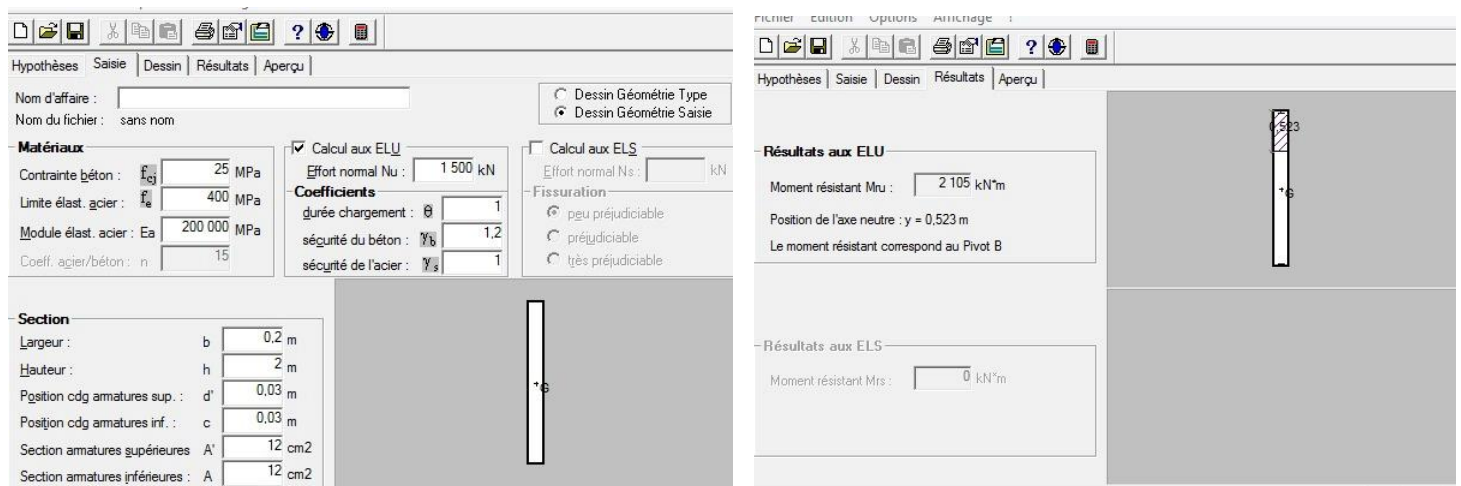 Hypothèses Saisie Dessin Résultats Aperçu
Nom d'affaire :
Nom du fichier : sans nom
Dessin Géométrie Type
Dessin Géométrie Saisie
Matériaux
Contrainte béton : fcj 25 MPa
Limite élast. acier : fe 400 MPa
Module élast. acier : Ea 200 000 MPa
Coeff. acier/béton : n 15
Calcul aux ELU
Effort normal Nu : 1 500 kN
Coefficients
durée chargement : θ 1
sécurité du béton : γb 1,2
sécurité de l'acier : γs 1
Calcul aux ELS
Effort normal Ns : kN
Fissuration
peu préjudiciable
préjudiciable
très préjudiciable
Section
Largeur : b 0,2 m
Hauteur : h 2 m
Position cdg armatures sup. : d' 0,03 m
Position cdg armatures inf. : c 0,03 m
Section armatures supérieures A' 12 cm2
Section armatures inférieures : A 12 cm2
+G
Fichier Edition Options Affichage ?
Hypothèses Saisie Dessin Résultats Aperçu
Résultats aux ELU
Moment résistant Mru : 2 105 kN*m
Position de l'axe neutre : y = 0,523 m
Le moment résistant correspond au Pivot B
0,523
+G
Résultats aux ELS
Moment résistant Mrs : 0 kN*m